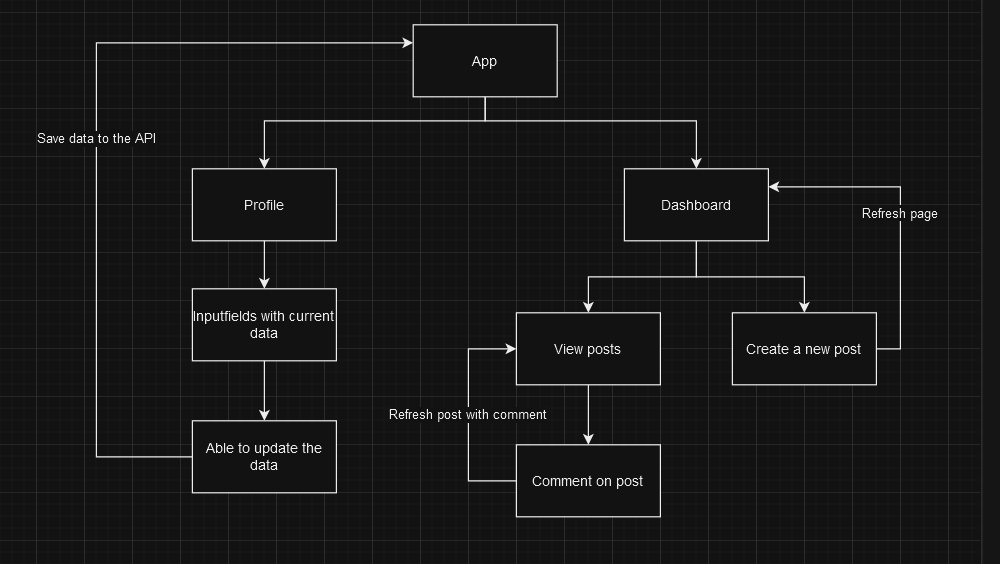 App
Save data to the API
Profile
Dashboard
Refresh page
Inputfields with current
data
View posts
Create a new post
Refresh post with comment
Able to update the
data
Comment on post